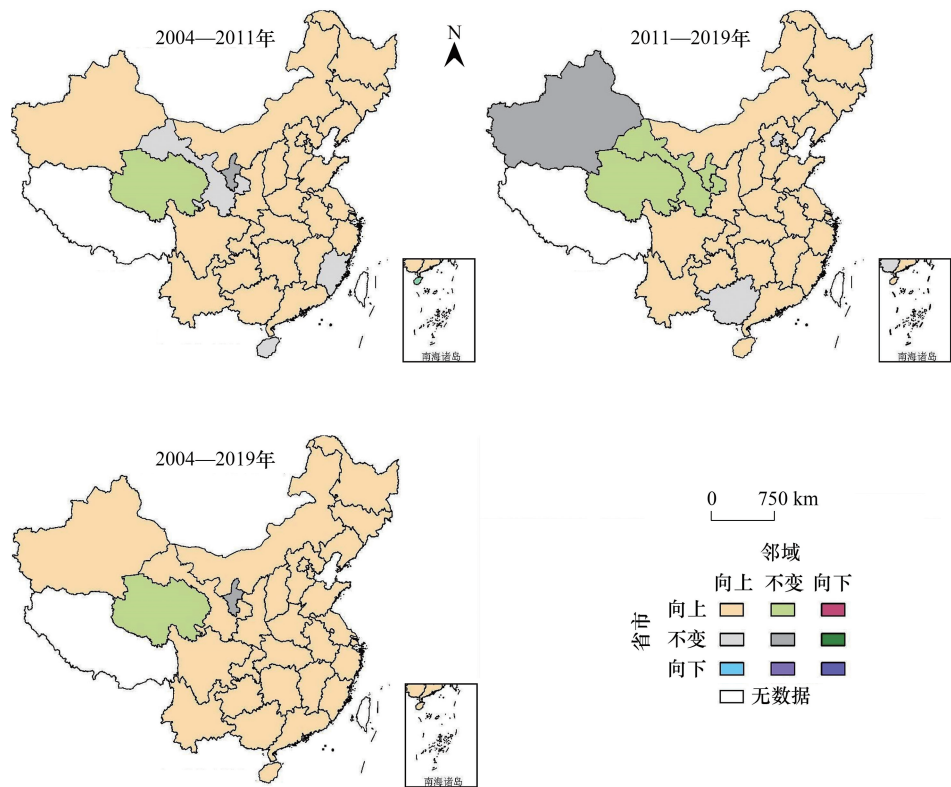 2004—2011年
N
2011—2019年
南海诸岛
南海诸岛
2004—2019年
0 750 km
邻域
向上 不变 向下
省市
向上
不变
向下
无数据
南海诸岛